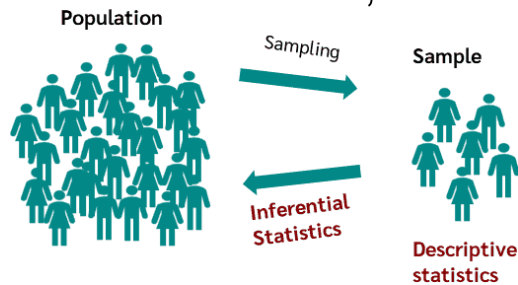 Population
Sampling
Sample
Inferential
Statistics
Descriptive
statistics